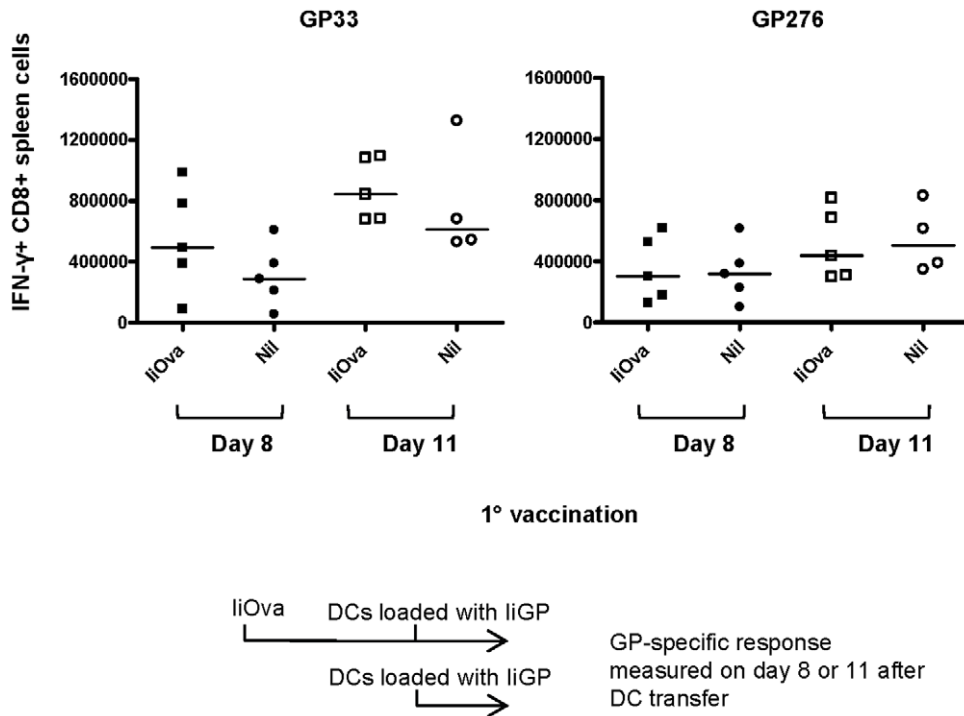 GP33
GP276
IFN-γ+ CD8+ spleen cells
1600000
1200000
800000
400000
0
1600000
1200000
800000
400000
0
IiOva
Nil
IiOva
Nil
IiOva
Nil
IiOva
Nil
Day 8
Day 11
Day 8
Day 11
1° vaccination
IiOva
DCs loaded with IiGP
DCs loaded with IiGP
GP-specific response
measured on day 8 or 11 after
DC transfer